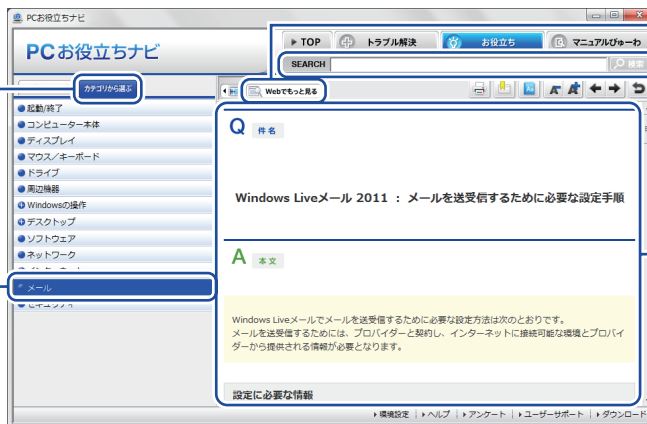 PCお役立ちナビ
PCお役立ちナビ
TOP
トラブル解決
お役立ち
マニュアルびゅーわ
SEARCH
検索
カテゴリから選ぶ
Webでもっと見る
起動/終了
コンピューター本体
ディスプレイ
マウス/キーボード
ドライブ
周辺機器
Windowsの操作
デスクトップ
ソフトウェア
ネットワーク
メール
セキュリティ
Q 件名
Windows Liveメール 2011 : メールを送受信するために必要な設定手順
A 本文
Windows Liveメールでメールを送受信するために必要な設定方法は次のとおりです。
メールを送受信するためには、プロバイダーと契約し、インターネットに接続可能な環境とプロバイ
ダーから提供される情報が必要となります。
設定に必要な情報
環境設定 | ヘルプ | アンケート | ユーザーサポート | ダウンロード